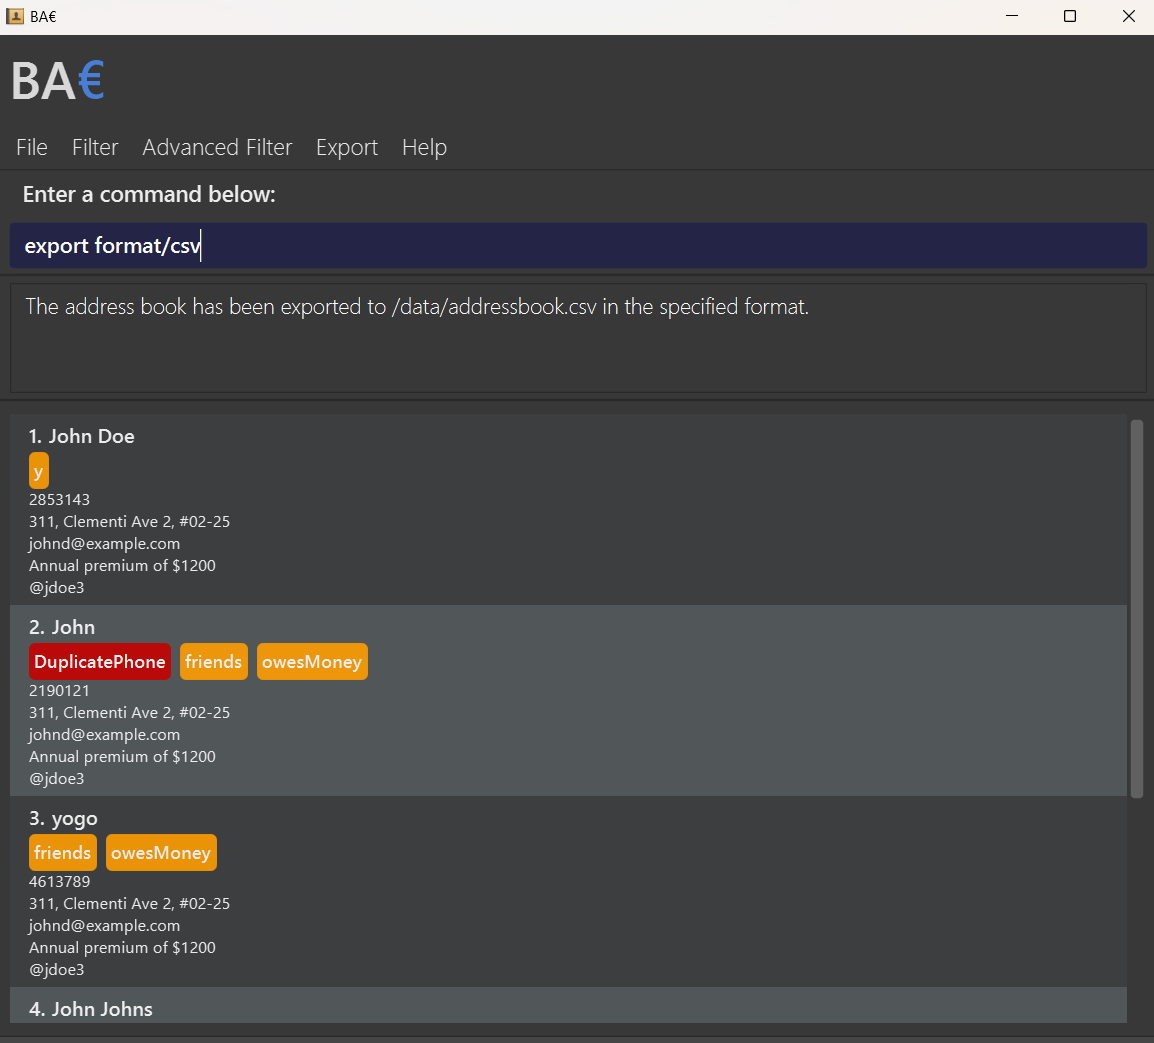 BA€
BA€
File Filter Advanced Filter Export Help
Enter a command below:
export format/csv
The address book has been exported to /data/addressbook.csv in the specified format.
1. John Doe
y
2853143
311, Clementi Ave 2, #02-25
johnd@example.com
Annual premium of $1200
@jdoe3
2. John
DuplicatePhone friends owesMoney
2190121
311, Clementi Ave 2, #02-25
johnd@example.com
Annual premium of $1200
@jdoe3
3. yogo
friends owesMoney
4613789
311, Clementi Ave 2, #02-25
johnd@example.com
Annual premium of $1200
@jdoe3
4. John Johns